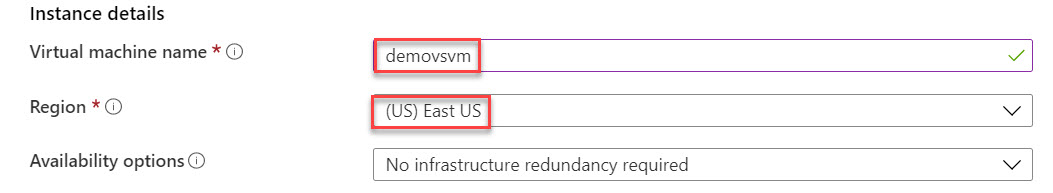 Instance details
Virtual machine name * demovsvm
Region * (US) East US
Availability options No infrastructure redundancy required